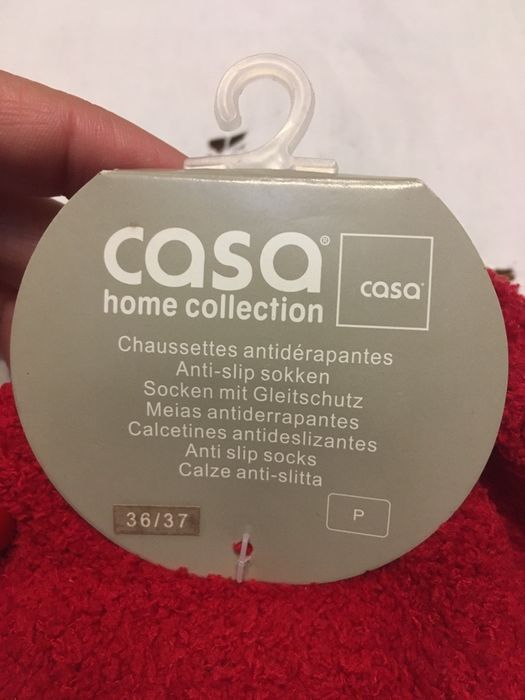 casa®
home collection
casa®
Chaussettes antidérapantes
Anti-slip sokken
Socken mit Gleitschutz
Meias antiderrapantes
Calcetines antideslizantes
Anti slip socks
Calze anti-slitta
36/37
P